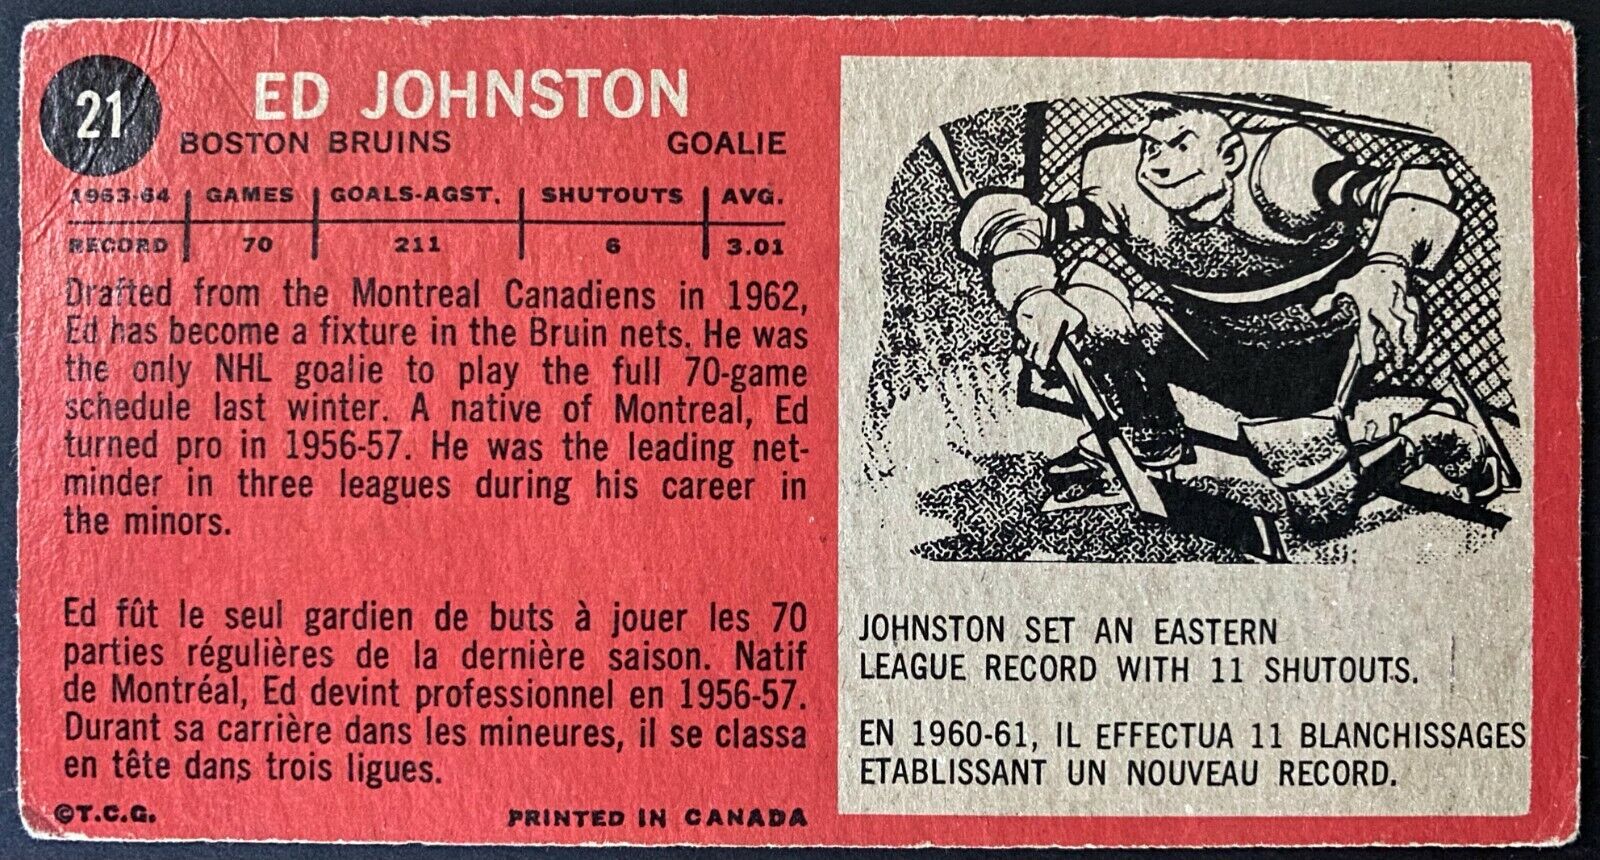 21
ED JOHNSTON
BOSTON BRUINS GOALIE
1963-64 GAMES GOALS-AGST. SHUTOUTS AVG.
RECORD 70 211 6 3.01
Drafted from the Montreal Canadiens in 1962,
Ed has become a fixture in the Bruin nets. He was
the only NHL goalie to play the full 70-game
schedule last winter. A native of Montreal, Ed
turned pro in 1956-57. He was the leading net-
minder in three leagues during his career in
the minors.
Ed fût le seul gardien de buts à jouer les 70
parties régulières de la dernière saison. Natif
de Montréal, Ed devint professionnel en 1956-57.
Durant sa carrière dans les mineures, il se classa
en tête dans trois ligues.
©T.C.G. PRINTED IN CANADA
JOHNSTON SET AN EASTERN
LEAGUE RECORD WITH 11 SHUTOUTS.
EN 1960-61, IL EFFECTUA 11 BLANCHISSAGES
ETABLISSANT UN NOUVEAU RECORD.